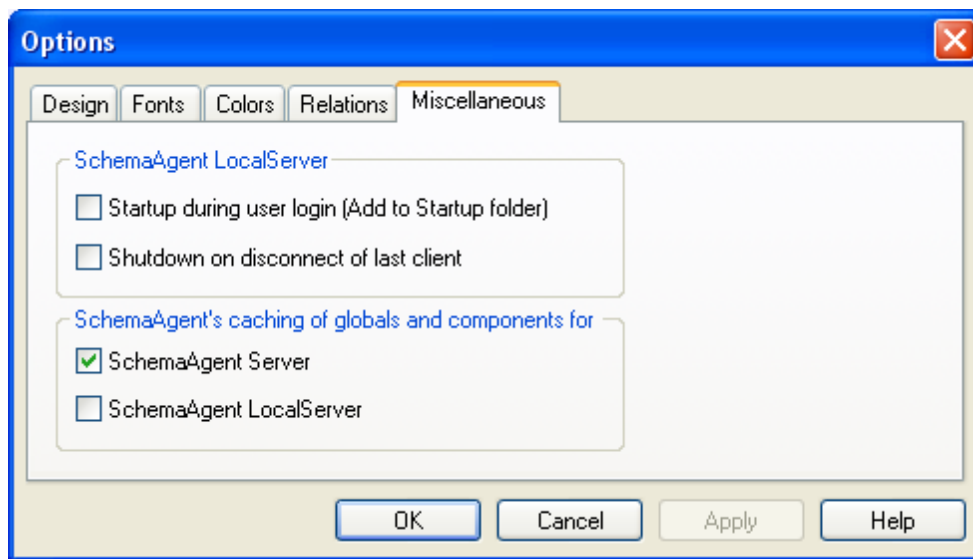 Options
Design Fonts Colors Relations Miscellaneous
SchemaAgent LocalServer
Startup during user login (Add to Startup folder)
Shutdown on disconnect of last client
SchemaAgent's caching of globals and components for
SchemaAgent Server
SchemaAgent LocalServer
OK Cancel Apply Help